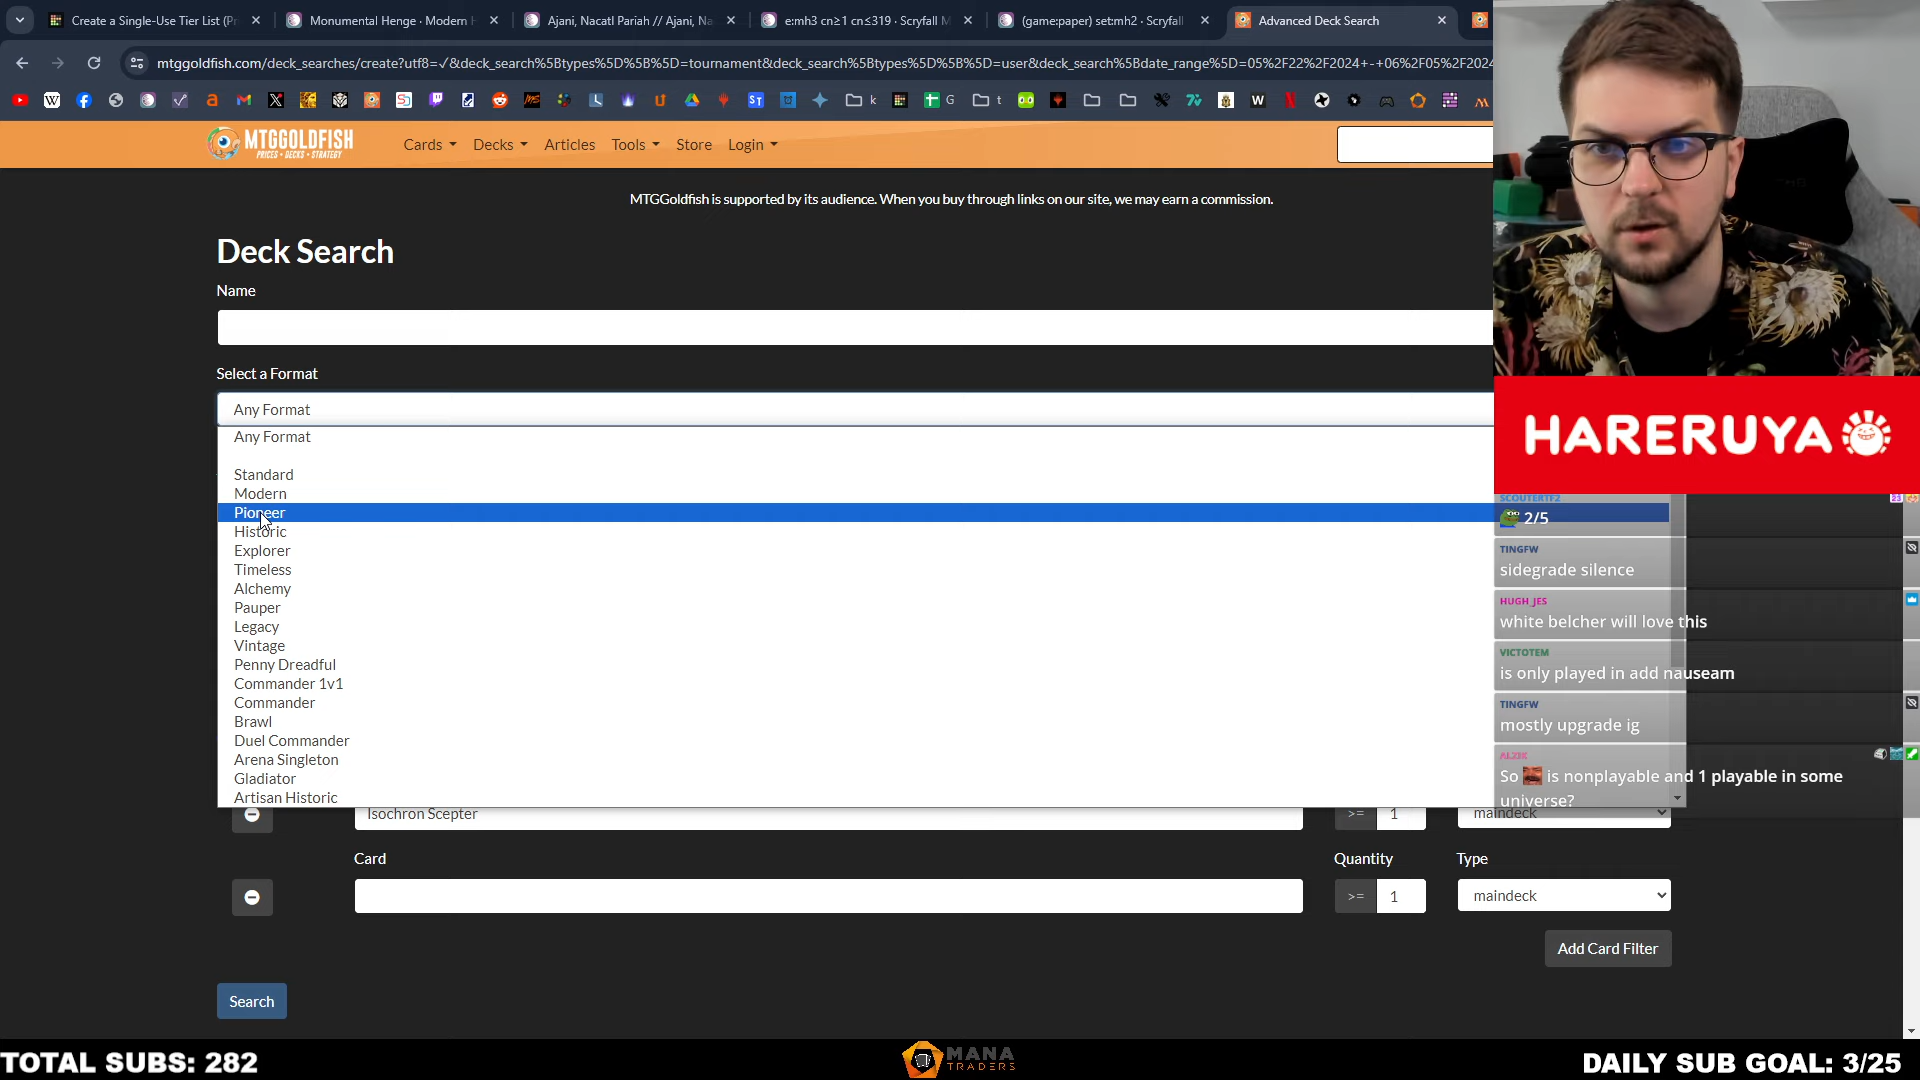 Create a Single-Use Tier List (Pr
Monumental Henge · Modern H
Ajani, Nacatl Pariah // Ajani, Na
e:mh3 cn≥1 cn≤319 · Scryfall M
(game:paper) set:mh2 · Scryfall
Advanced Deck Search
mtggoldfish.com/deck_searches/create?utf8=✓&deck_search%5Btypes%5D%5B%5D=tournament&deck_search%5Btypes%5D%5B%5D=user&deck_search%5Bdate_range%5D=05%2F22%2F2024+-+06%2F05%2F2024
k
G
t
MTGGOLDFISH
PRICES • DECKS • STRATEGY
Cards
Decks
Articles
Tools
Store
Login
MTGGoldfish is supported by its audience. When you buy through links on our site, we may earn a commission.
Deck Search
Name
Select a Format
Any Format
Any Format
Standard
Modern
Pioneer
Historic
Explorer
Timeless
Alchemy
Pauper
Legacy
Vintage
Penny Dreadful
Commander 1v1
Commander
Brawl
Duel Commander
Arena Singleton
Gladiator
Artisan Historic
Isochron Scepter
>= 1
maindeck
Card
Quantity
Type
>= 1
maindeck
Add Card Filter
Search
HARERUYA
SCOUTERTF2
2/5
TINGFW
sidegrade silence
HUGH_JES
white belcher will love this
VICTOTEM
is only played in add nauseam
TINGFW
mostly upgrade ig
So is nonplayable and 1 playable in some
universe?
TOTAL SUBS: 282
MANA
TRADERS
DAILY SUB GOAL: 3/25